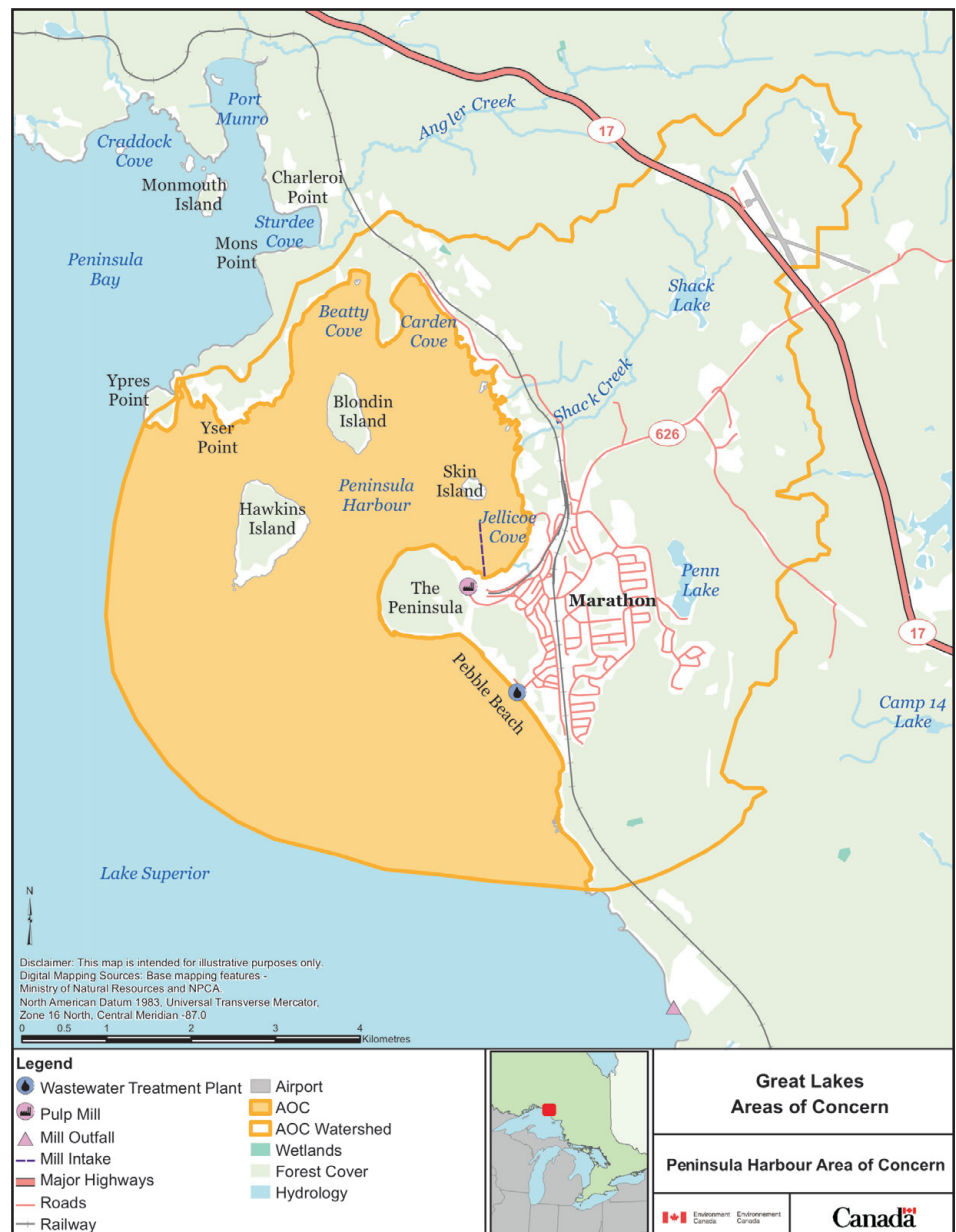 Port
Munro
Angler Creek
17
Craddock
Cove
Monmouth
Island
Charleroi
Point
Sturdee
Cove
Mons
Point
Peninsula
Bay
Shack
Lake
Beatty
Cove
Carden
Cove
Ypres
Point
Yser
Point
Blondin
Island
Shack Creek
626
Skin
Island
Peninsula
Harbour
Hawkins
Island
Jellicoe
Cove
The
Peninsula
Marathon
Penn
Lake
17
Pebble Beach
Camp 14
Lake
Lake Superior
N
Disclaimer: This map is intended for illustrative purposes only.
Digital Mapping Sources: Base mapping features -
Ministry of Natural Resources and NPCA.
North American Datum 1983, Universal Transverse Mercator,
Zone 16 North, Central Meridian -87.0
0 0.5 1 2 3 4
Kilometres
Legend
Wastewater Treatment Plant
Pulp Mill
Mill Outfall
Mill Intake
Major Highways
Roads
Railway
Airport
AOC
AOC Watershed
Wetlands
Forest Cover
Hydrology
Great Lakes
Areas of Concern
Peninsula Harbour Area of Concern
Environment Environnement
Canada Canada
Canada